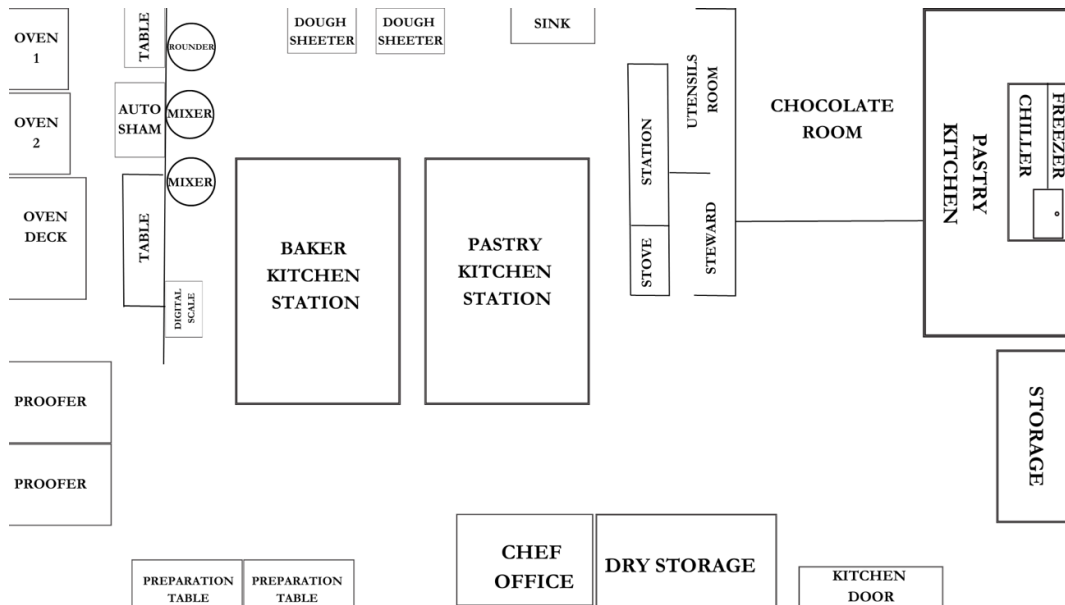 OVEN
1
TABLE
ROUNDER
DOUGH
SHEETER
DOUGH
SHEETER
SINK
OVEN
2
AUTO
SHAM
MIXER
MIXER
OVEN
DECK
TABLE
DIGITAL
SCALE
BAKER
KITCHEN
STATION
PASTRY
KITCHEN
STATION
STATION
STOVE
UTENSILS
ROOM
STEWARD
CHOCOLATE
ROOM
PASTRY
KITCHEN
FREEZER
CHILLER
STORAGE
PROOFER
PROOFER
PREPARATION
TABLE
PREPARATION
TABLE
CHEF
OFFICE
DRY STORAGE
KITCHEN
DOOR